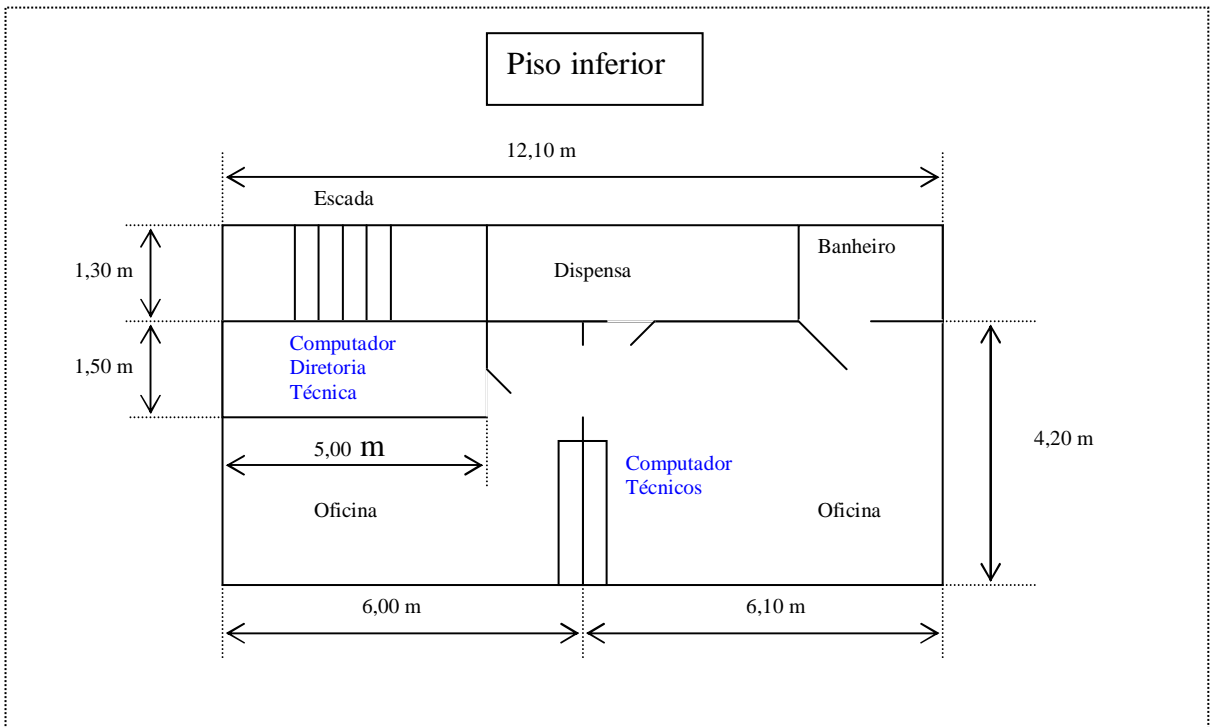 Piso inferior
12,10 m
Escada
Banheiro
1,30 m
Dispensa
Computador
Diretoria
Técnica
1,50 m
4,20 m
5,00 m
Computador
Técnicos
Oficina
Oficina
6,00 m
6,10 m